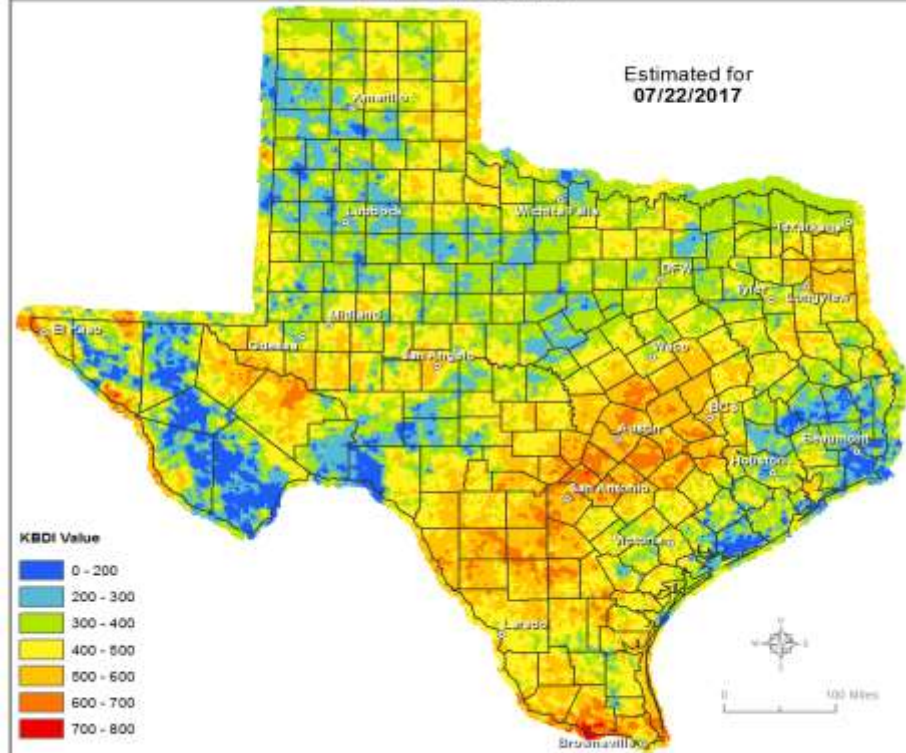 Estimated for
07/22/2017
Amarillo
Lubbock
Wichita Falls
Texarkana
DFW
Tyler
Longview
El Paso
Midland
Odessa
San Angelo
Waco
BCS
Austin
Beaumont
Houston
San Antonio
Victoria
Laredo
Brownsville
KBDI Value
0 - 200
200 - 300
300 - 400
400 - 500
500 - 600
600 - 700
700 - 800
N
W
E
S
0
100 Miles